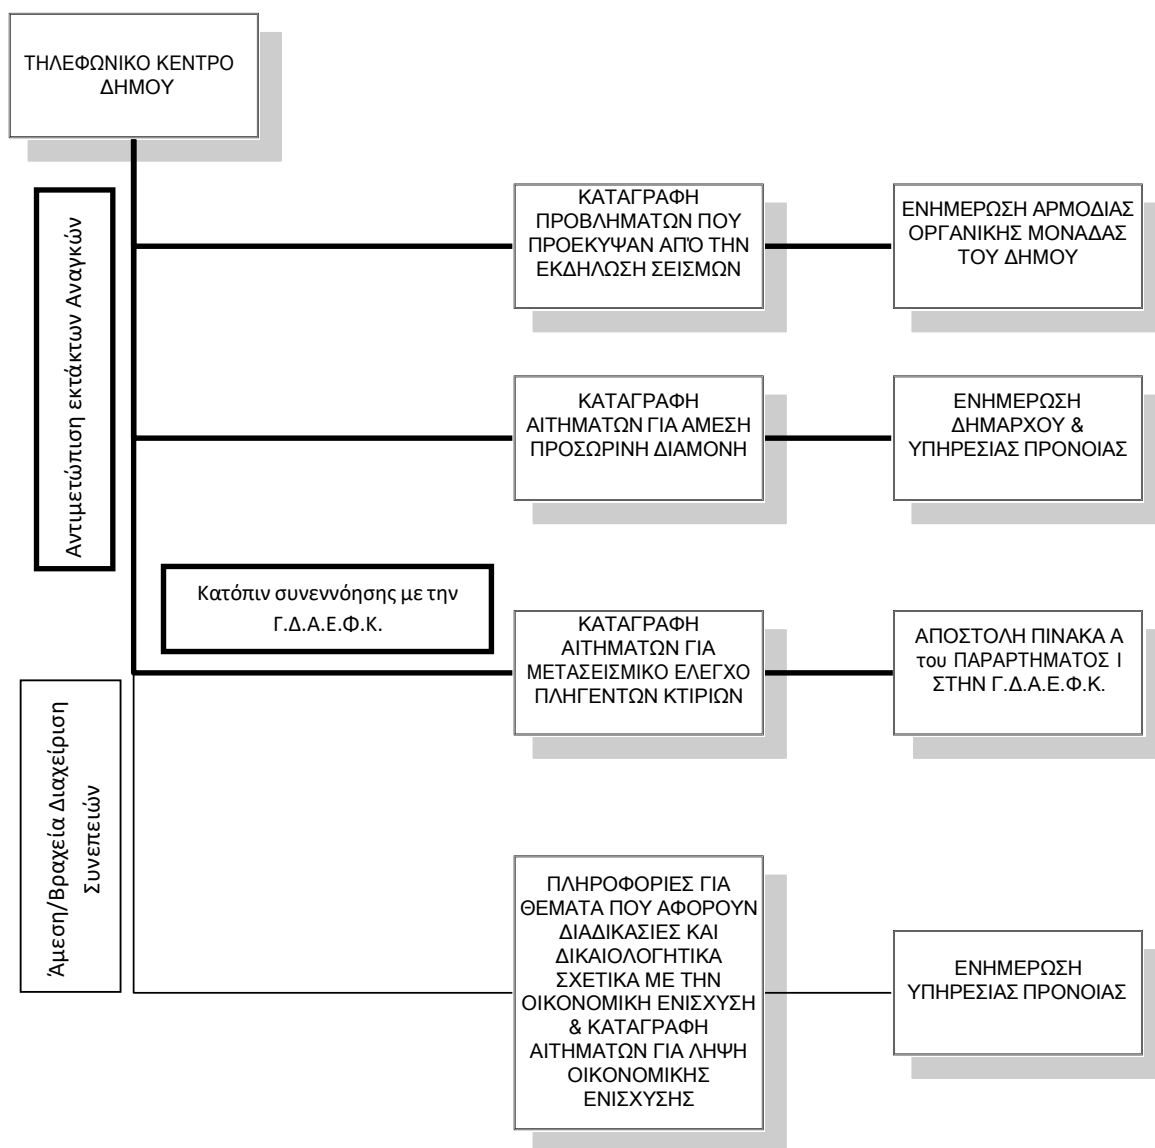 ΤΗΛΕΦΩΝΙΚΟ ΚΕΝΤΡΟ
ΔΗΜΟΥ
Αντιμετώπιση εκτάκτων Αναγκών
ΚΑΤΑΓΡΑΦΗ
ΠΡΟΒΛΗΜΑΤΩΝ ΠΟΥ
ΠΡΟΕΚΥΨΑΝ ΑΠΌ ΤΗΝ
ΕΚΔΗΛΩΣΗ ΣΕΙΣΜΩΝ
ΕΝΗΜΕΡΩΣΗ ΑΡΜΟΔΙΑΣ
ΟΡΓΑΝΙΚΗΣ ΜΟΝΑΔΑΣ
ΤΟΥ ΔΗΜΟΥ
ΚΑΤΑΓΡΑΦΗ
ΑΙΤΗΜΑΤΩΝ ΓΙΑ ΑΜΕΣΗ
ΠΡΟΣΩΡΙΝΗ ΔΙΑΜΟΝΗ
ΕΝΗΜΕΡΩΣΗ
ΔΗΜΑΡΧΟΥ &
ΥΠΗΡΕΣΙΑΣ ΠΡΟΝΟΙΑΣ
Κατόπιν συνεννόησης με την
Γ.Δ.Α.Ε.Φ.Κ.
ΚΑΤΑΓΡΑΦΗ
ΑΙΤΗΜΑΤΩΝ ΓΙΑ
ΜΕΤΑΣΕΙΣΜΙΚΟ ΕΛΕΓΧΟ
ΠΛΗΓΕΝΤΩΝ ΚΤΙΡΙΩΝ
ΑΠΟΣΤΟΛΗ ΠΙΝΑΚΑ Α
του ΠΑΡΑΡΤΗΜΑΤΟΣ Ι
ΣΤΗΝ Γ.Δ.Α.Ε.Φ.Κ.
Άμεση/Βραχεία Διαχείριση
Συνεπειών
ΠΛΗΡΟΦΟΡΙΕΣ ΓΙΑ
ΘΕΜΑΤΑ ΠΟΥ ΑΦΟΡΟΥΝ
ΔΙΑΔΙΚΑΣΙΕΣ ΚΑΙ
ΔΙΚΑΙΟΛΟΓΗΤΙΚΑ
ΣΧΕΤΙΚΑ ΜΕ ΤΗΝ
ΟΙΚΟΝΟΜΙΚΗ ΕΝΙΣΧΥΣΗ
& ΚΑΤΑΓΡΑΦΗ
ΑΙΤΗΜΑΤΩΝ ΓΙΑ ΛΗΨΗ
ΟΙΚΟΝΟΜΙΚΗΣ
ΕΝΙΣΧΥΣΗΣ
ΕΝΗΜΕΡΩΣΗ
ΥΠΗΡΕΣΙΑΣ ΠΡΟΝΟΙΑΣ